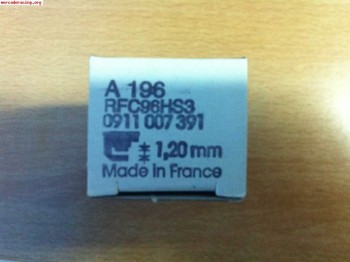 mercadoracing.org
A 196
RFC96HS3
0911 007 391
1,20 mm
Made in France